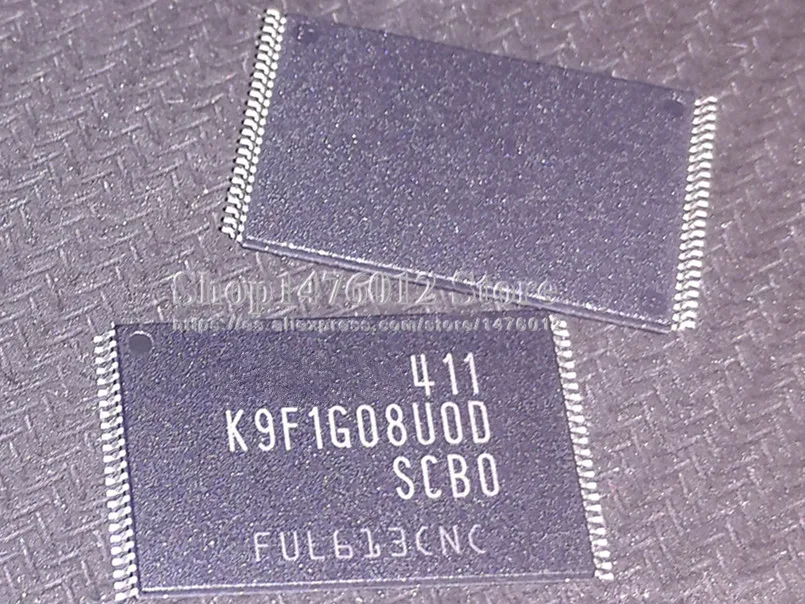 Shop1476012 Store
https://es.aliexpress.com/store/1476012
411
K9F1G08U0D
SCB0
FUL613CNC